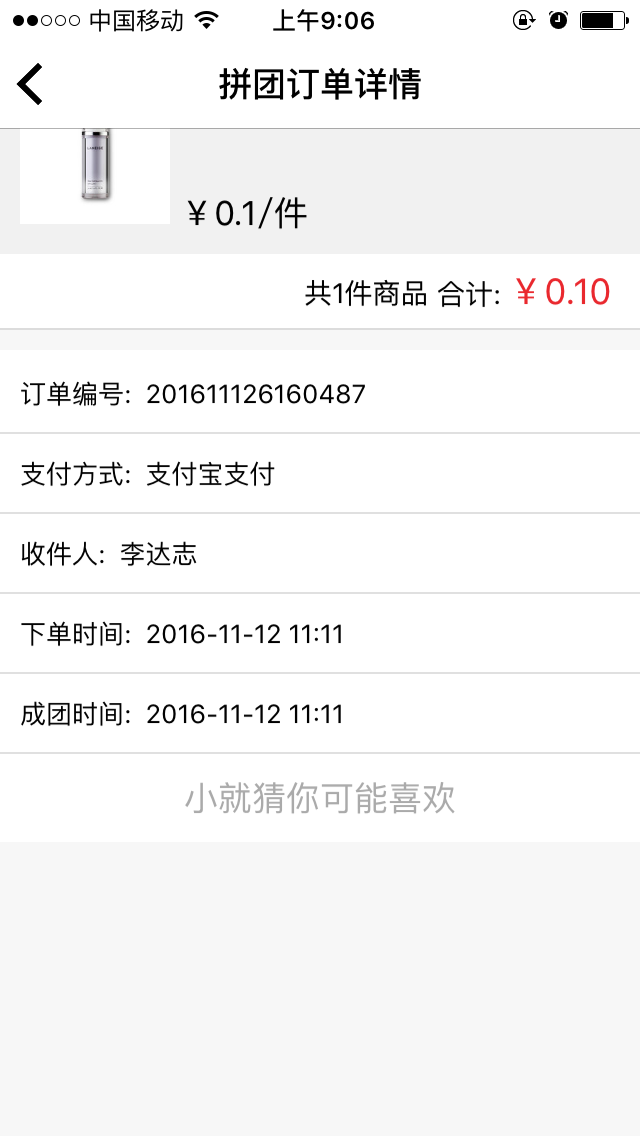 中国移动 上午9:06
拼团订单详情
¥ 0.1/件
共1件商品 合计: ¥ 0.10
订单编号: 201611126160487
支付方式: 支付宝支付
收件人: 李达志
下单时间: 2016-11-12 11:11
成团时间: 2016-11-12 11:11
小就猜你可能喜欢